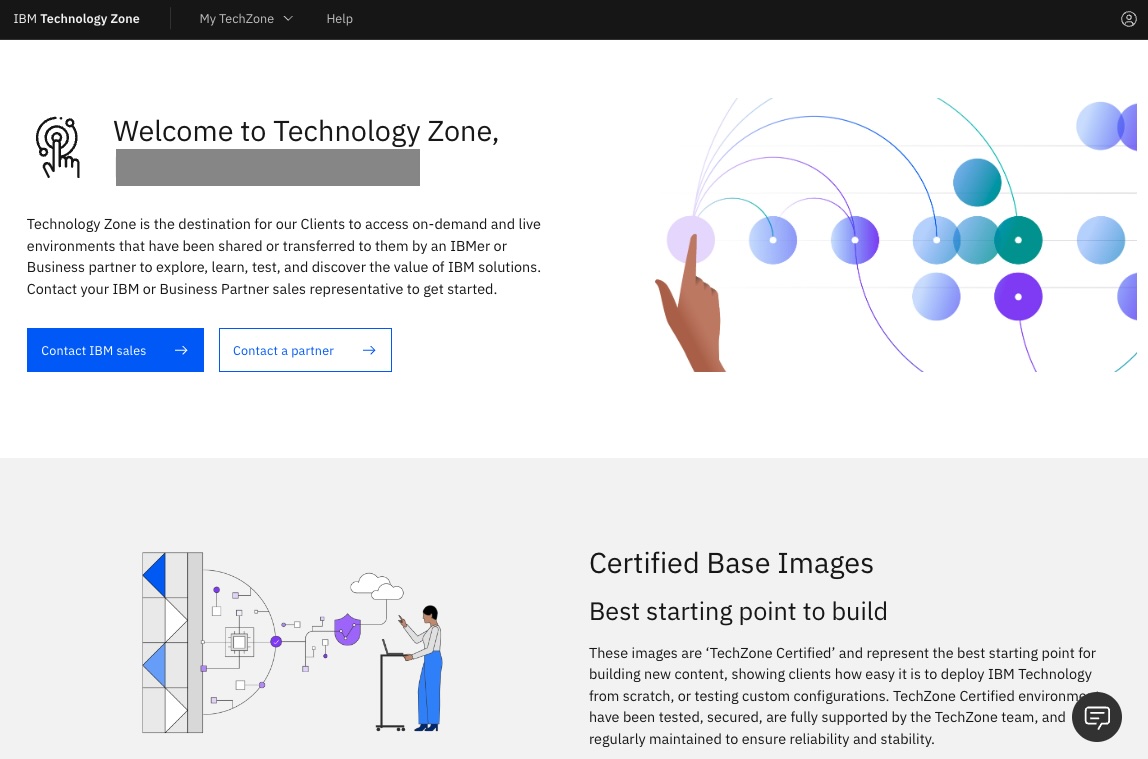 IBM Technology Zone
My TechZone
Help
Welcome to Technology Zone,
Technology Zone is the destination for our Clients to access on-demand and live
environments that have been shared or transferred to them by an IBMer or
Business partner to explore, learn, test, and discover the value of IBM solutions.
Contact your IBM or Business Partner sales representative to get started.
Contact IBM sales
Contact a partner
Certified Base Images
Best starting point to build
These images are ‘TechZone Certified’ and represent the best starting point for
building new content, showing clients how easy it is to deploy IBM Technology
from scratch, or testing custom configurations. TechZone Certified
have been tested, secured, are fully supported by the TechZone team, and
regularly maintained to ensure reliability and stability.